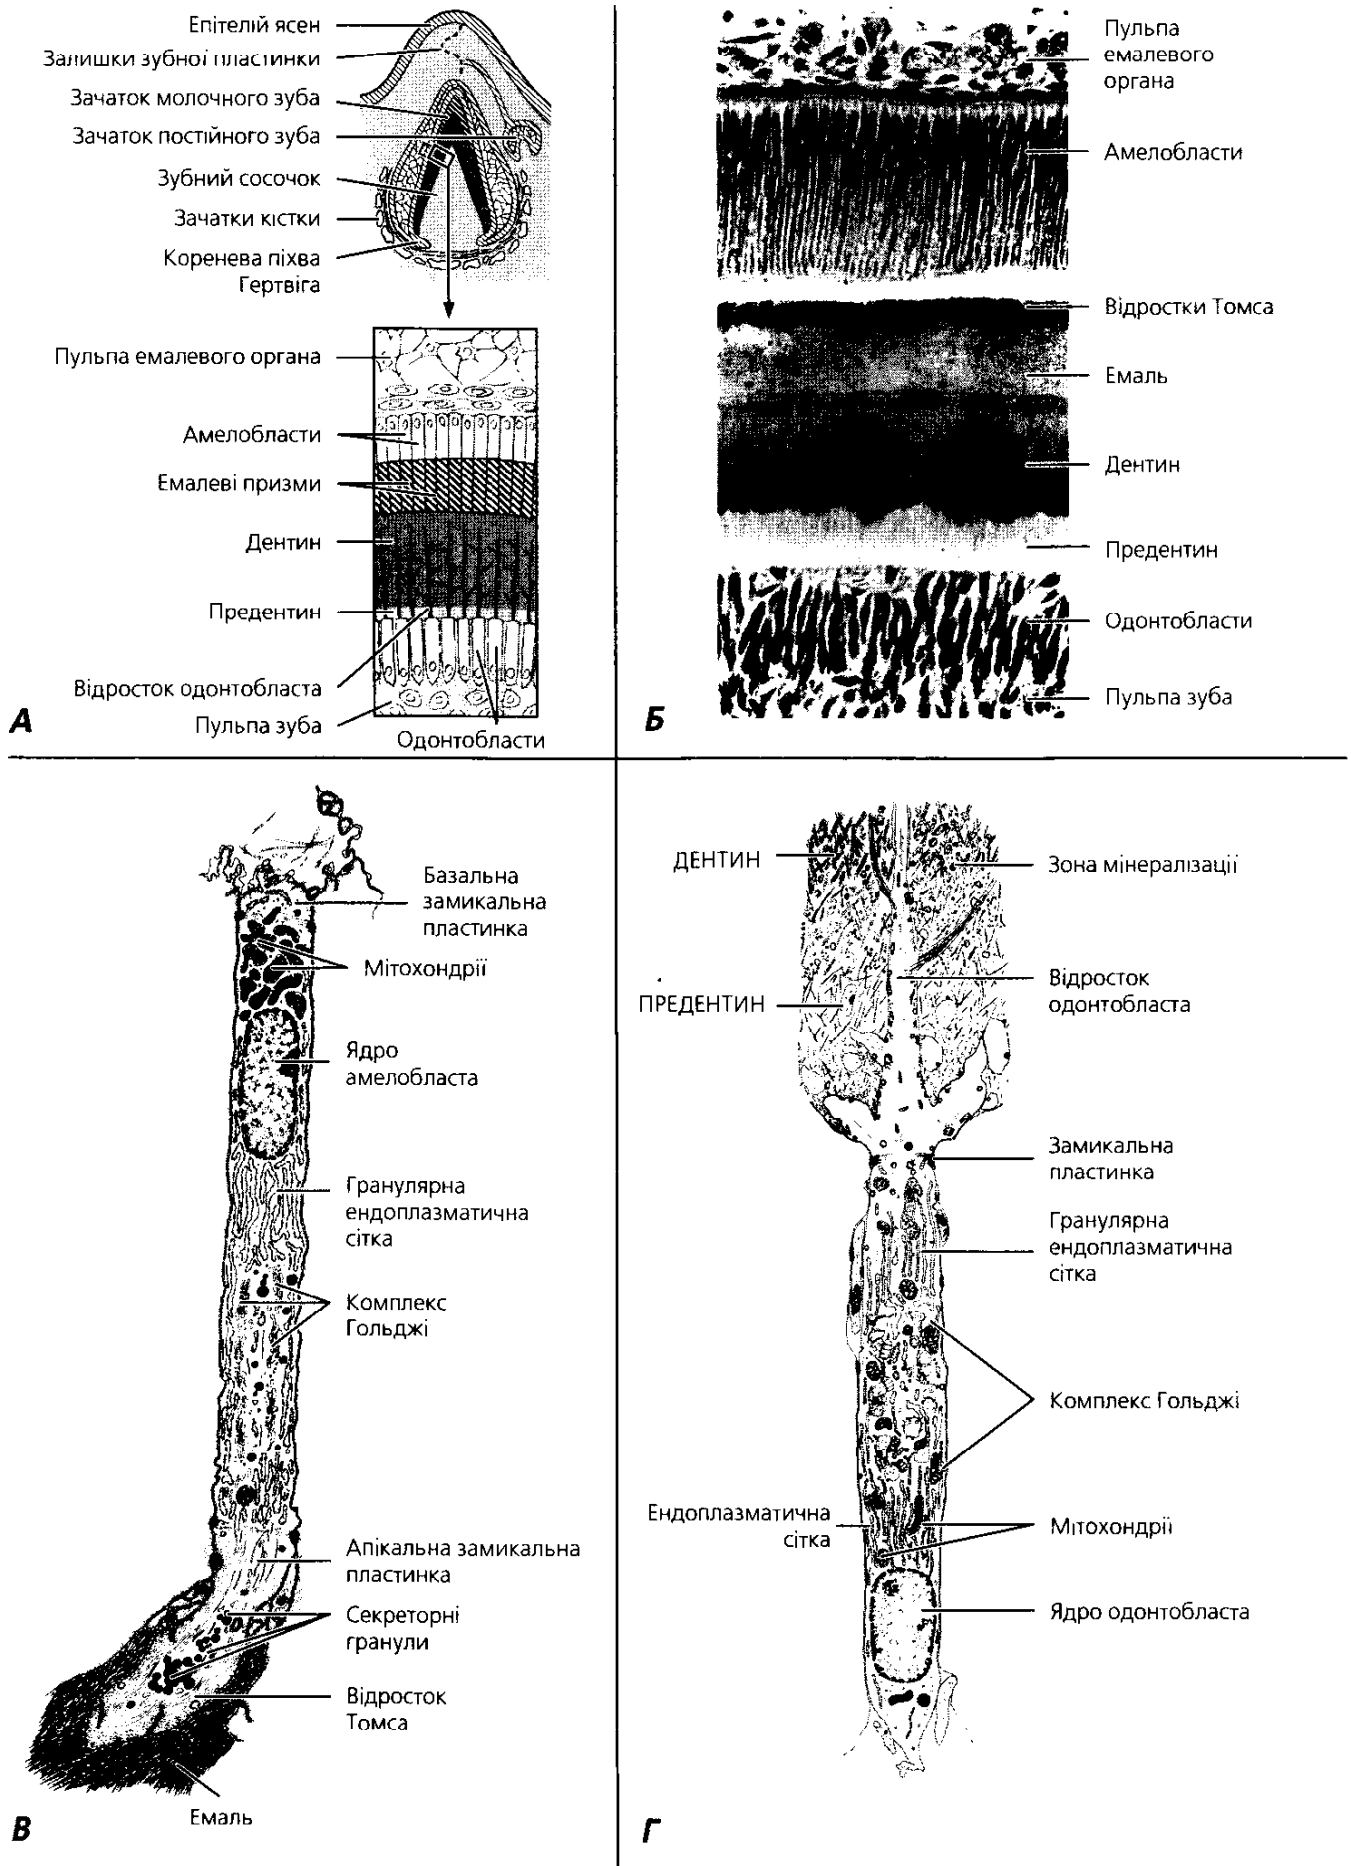 Епітелій ясен
Залишки зубної пластинки
Зачаток молочного зуба
Зачаток постійного зуба
Зубний сосочок
Зачатки кістки
Коренева піхва
Гертвіга
Пульпа емалевого органа
Амелобласти
Емалеві призми
Дентин
Предентин
Відросток одонтобласта
Пульпа зуба
Одонтобласти
А
Пульпа
емалевого
органа
Амелобласти
Відростки Томса
Емаль
Дентин
Предентин
Одонтобласти
Пульпа зуба
Б
Базальна
замикальна
пластинка
Мітохондрії
Ядро
амелобласта
Гранулярна
ендоплазматична
сітка
Комплекс
Гольджі
Апікальна замикальна
пластинка
Секреторні
гранули
Відросток
Томса
Емаль
В
ДЕНТИН
Зона мінералізації
ПРЕДЕНТИН
Відросток
одонтобласта
Замикальна
пластинка
Гранулярна
ендоплазматична
сітка
Комплекс Гольджі
Ендоплазматична
сітка
Мітохондрії
Ядро одонтобласта
Г